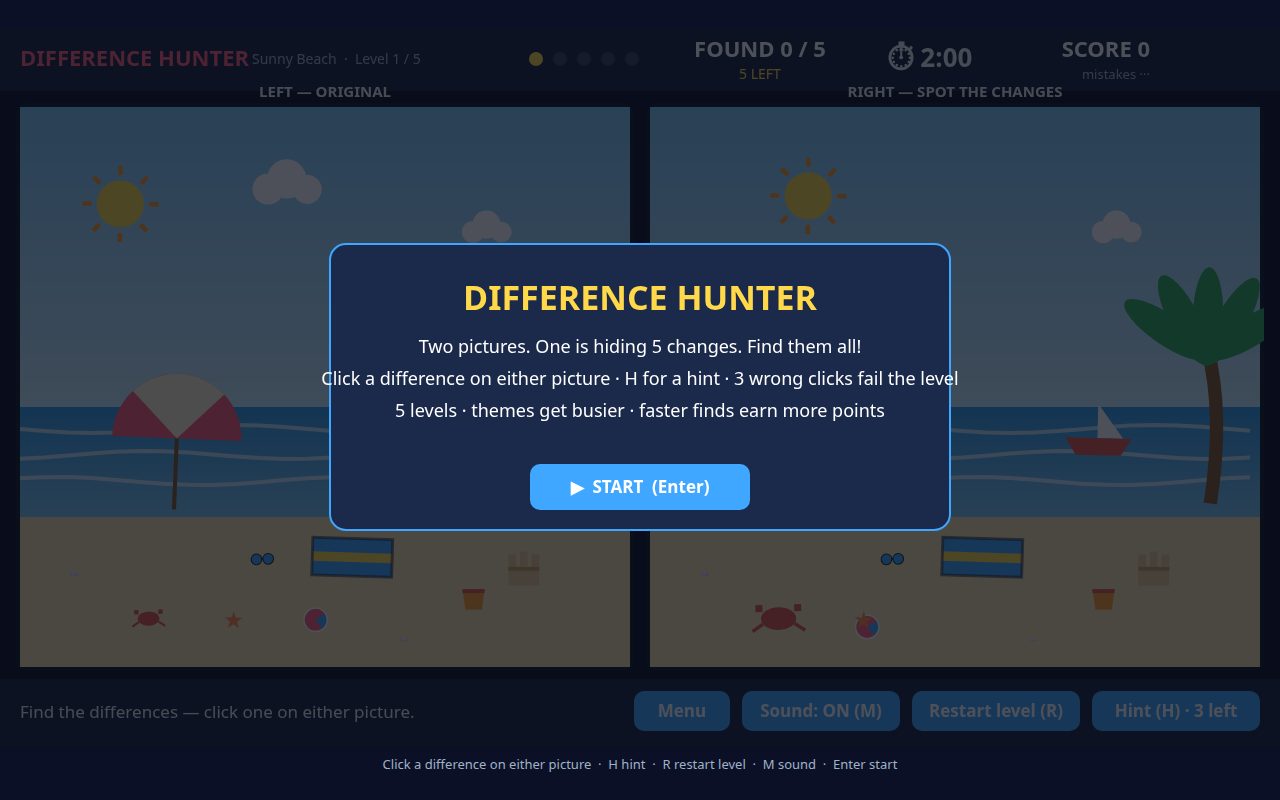 DIFFERENCE HUNTER Sunny Beach · Level 1 / 5
FOUND 0 / 5
5 LEFT
2:00
SCORE 0
mistakes ···
LEFT — ORIGINAL
RIGHT — SPOT THE CHANGES
DIFFERENCE HUNTER
Two pictures. One is hiding 5 changes. Find them all!
Click a difference on either picture · H for a hint · 3 wrong clicks fail the level
5 levels · themes get busier · faster finds earn more points
▶ START (Enter)
Find the differences — click one on either picture.
Menu
Sound: ON (M)
Restart level (R)
Hint (H) · 3 left
Click a difference on either picture · H hint · R restart level · M sound · Enter start